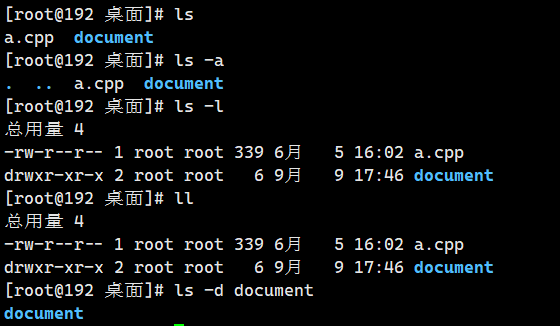 [root@192 桌面]# ls
a.cpp  document
[root@192 桌面]# ls -a
.  ..  a.cpp  document
[root@192 桌面]# ls -l
总用量 4
-rw-r--r-- 1 root root 339 6月   5 16:02 a.cpp
drwxr-xr-x 2 root root   6 9月   9 17:46 document
[root@192 桌面]# ll
总用量 4
-rw-r--r-- 1 root root 339 6月   5 16:02 a.cpp
drwxr-xr-x 2 root root   6 9月   9 17:46 document
[root@192 桌面]# ls -d document
document